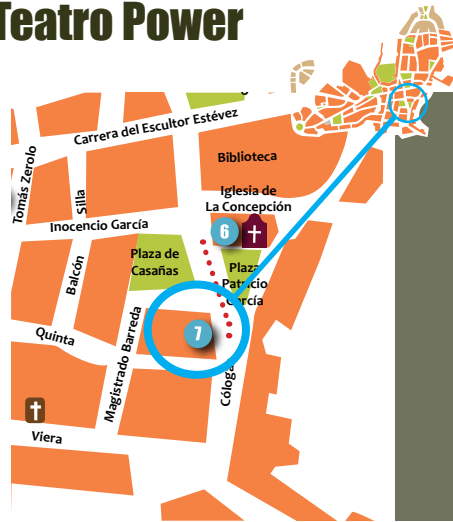 Teatro Power
Carrera del Escultor Estévez
Biblioteca
Tomás Zerolo
Silla
Iglesia de
La Concepción
Inocencio García
6
Plaza de
Casañas
Plaza
Patricio
García
Balcón
Magistrado Barreda
7
Quinta
Cólogan
Viera